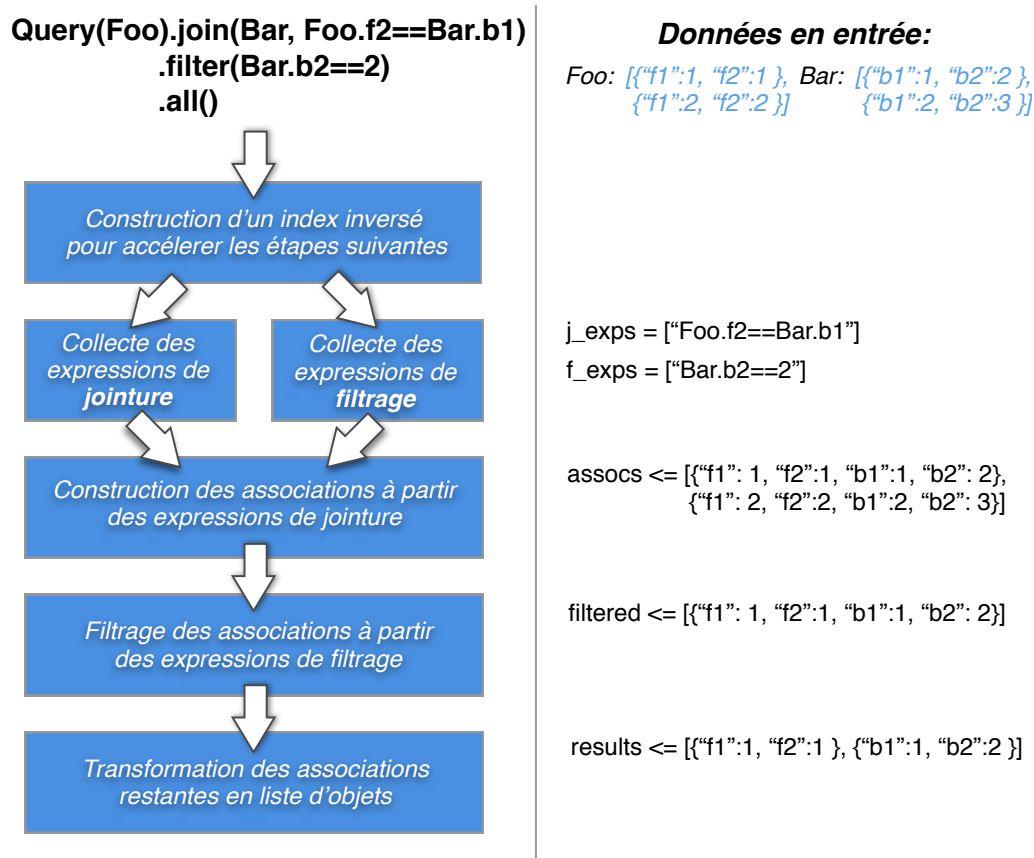 Query(Foo).join(Bar, Foo.f2==Bar.b1)
.filter(Bar.b2==2)
.all()
Construction d'un index inversé
pour accélerer les étapes suivantes
Collecte des
expressions de
jointure
Collecte des
expressions de
filtrage
Construction des associations à partir
des expressions de jointure
Filtrage des associations à partir
des expressions de filtrage
Transformation des associations
restantes en liste d'objets
Données en entrée:
Foo: [{“f1”:1, “f2”:1 }, Bar: [{“b1”:1, “b2”:2 },
{“f1”:2, “f2”:2 }] {“b1”:2, “b2”:3 }]
j_exps = [“Foo.f2==Bar.b1”]
f_exps = [“Bar.b2==2”]
assocs <= [{“f1”: 1, “f2”:1, “b1”:1, “b2”: 2},
{“f1”: 2, “f2”:2, “b1”:2, “b2”: 3}]
filtered <= [{“f1”: 1, “f2”:1, “b1”:1, “b2”: 2}]
results <= [{“f1”:1, “f2”:1 }, {“b1”:1, “b2”:2 }]